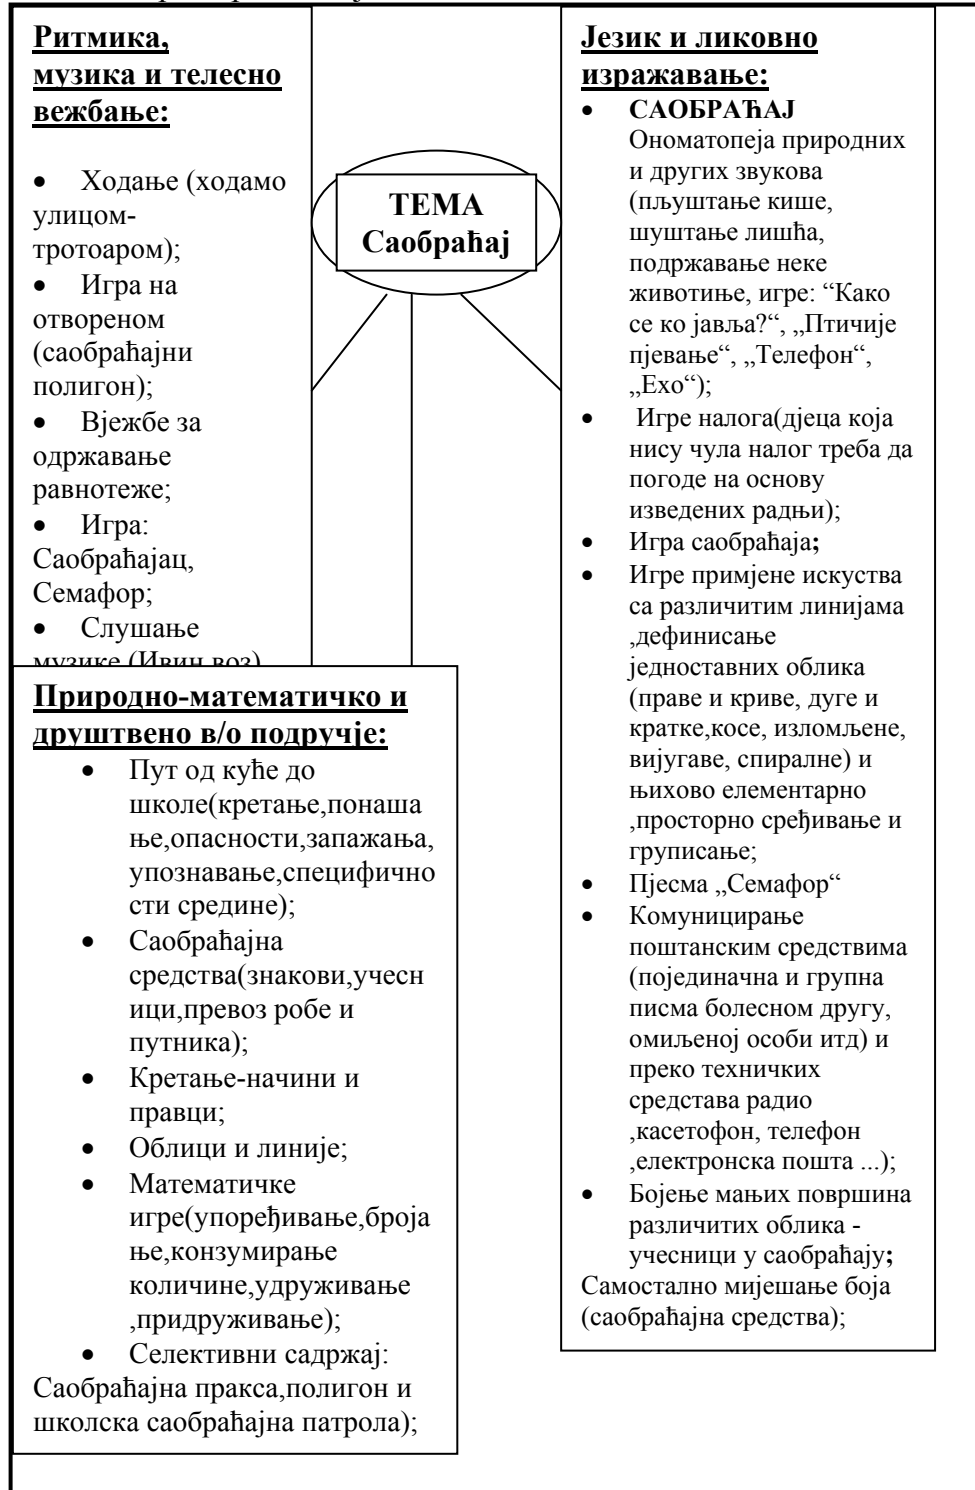 Ритмика,
музика и телесно
вежбање:
• Ходање (ходамо
улицом-
тротоаром);
• Игра на
отвореном
(саобраћајни
полигон);
• Вјежбе за
одржавање
равнотеже;
• Игра:
Саобраћајац,
Семафор;
• Слушање
музике (Ивин воз)
ТЕМА
Саобраћај
Језик и ликовно
изражавање:
• САОБРАЋАЈ
Ономатопеја природних
и других звукова
(пљуштање кише,
шуштање лишћа,
подржавање неке
животиње, игре: “Како
се ко јавља?“, „Птичије
пјевање“, „Телефон“,
„Ехо“);
• Игре налога(дјеца која
нису чула налог треба да
погоде на основу
изведених радњи);
• Игра саобраћаја;
• Игре примјене искуства
са различитим линијама
,дефинисање
једноставних облика
(праве и криве, дуге и
кратке,косе, изломљене,
вијугаве, спиралне) и
њихово елементарно
,просторно сређивање и
груписање;
• Пјесма „Семафор“
• Комуницирање
поштанским средствима
(појединачна и групна
писма болесном другу,
омиљеној особи итд) и
преко техничких
средстава радио
,касетофон, телефон
,електронска пошта ...);
• Бојење мањих површина
различитих облика -
учесници у саобраћају;
Самостално мијешање боја
(саобраћајна средства);
Природно-математичко и
друштвено в/о подручје:
• Пут од куће до
школе(кретање,понаша
ње,опасности,запажања,
упознавање,специфично
сти средине);
• Саобраћајна
средства(знакови,учесн
ици,превоз робе и
путника);
• Кретање-начини и
правци;
• Облици и линије;
• Математичке
игре(упоређивање,броја
ње,конзумирање
количине,удруживање
,придруживање);
• Селективни садржај:
Саобраћајна пракса,полигон и
школска саобраћајна патрола);